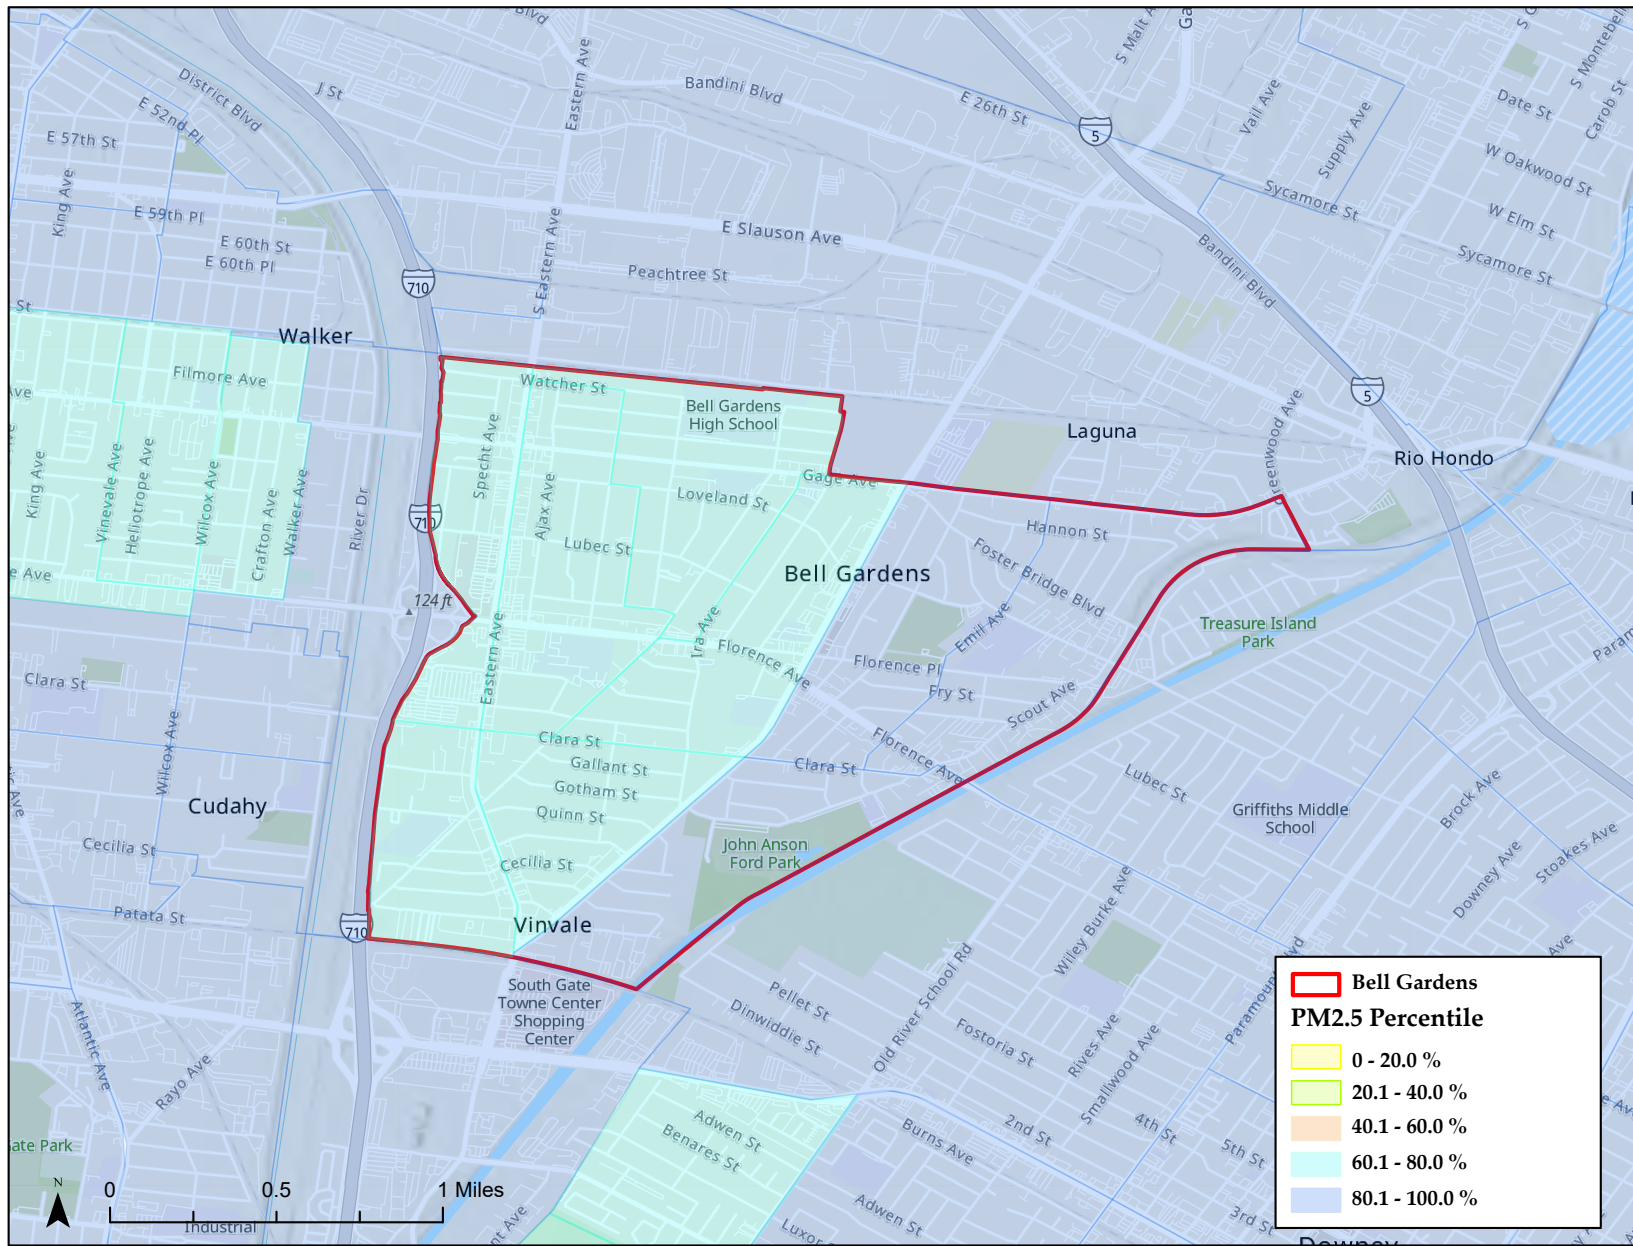 Blvd
S Malt A
Ga
S G
S Montebel
District Blvd
J St
Eastern Ave
Bandini Blvd
E 26th St
5
Vail Ave
Supply Ave
Date St
Carob St
E 52nd Pl
E 57th St
W Oakwood St
King Ave
E 59th Pl
E 60th St
E 60th Pl
S Eastern Ave
E Slauson Ave
Peachtree St
710
Sycamore St
W Elm St
Sycamore St
Bandini Blvd
St
Walker
Filmore Ave
Ave
Watcher St
Bell Gardens
High School
Specht Ave
Laguna
Greenwood Ave
5
Rio Hondo
King Ave
Vinevale Ave
Heliotrope Ave
Wilcox Ave
Crafton Ave
Walker Ave
River Dr
710
Ajax Ave
Loveland St
Gage Ave
Lubec St
Hannon St
Foster Bridge Blvd
Bell Gardens
e Ave
124 ft
Emil Ave
Treasure Island
Park
Param
Eastern Ave
Ira Ave
Florence Ave
Florence Pl
Fry St
Scout Ave
Clara St
Wilcox Ave
Clara St
Gallant St
Gotham St
Quinn St
Clara St
Florence Ave
Lubec St
Brock Ave
Cudahy
Griffiths Middle
School
Cecilia St
Cecilia St
John Anson
Ford Park
Downey Ave
Stoakes Ave
Wiley Burke Ave
Patata St
710
Vinvale
South Gate
Towne Center
Shopping
Center
Pellet St
Dinwiddie St
Old River School Rd
Fostoria St
Rives Ave
Smallwood Ave
Atlantic Ave
Rayo Ave
Adwen St
Benares St
Burns Ave
2nd St
4th St
5th St
3rd St
Adwen St
Luxor
Gate Park
Industrial
nt Ave
Downey
N
0 0.5 1 Miles
Bell Gardens
PM2.5 Percentile
0 - 20.0 %
20.1 - 40.0 %
40.1 - 60.0 %
60.1 - 80.0 %
80.1 - 100.0 %